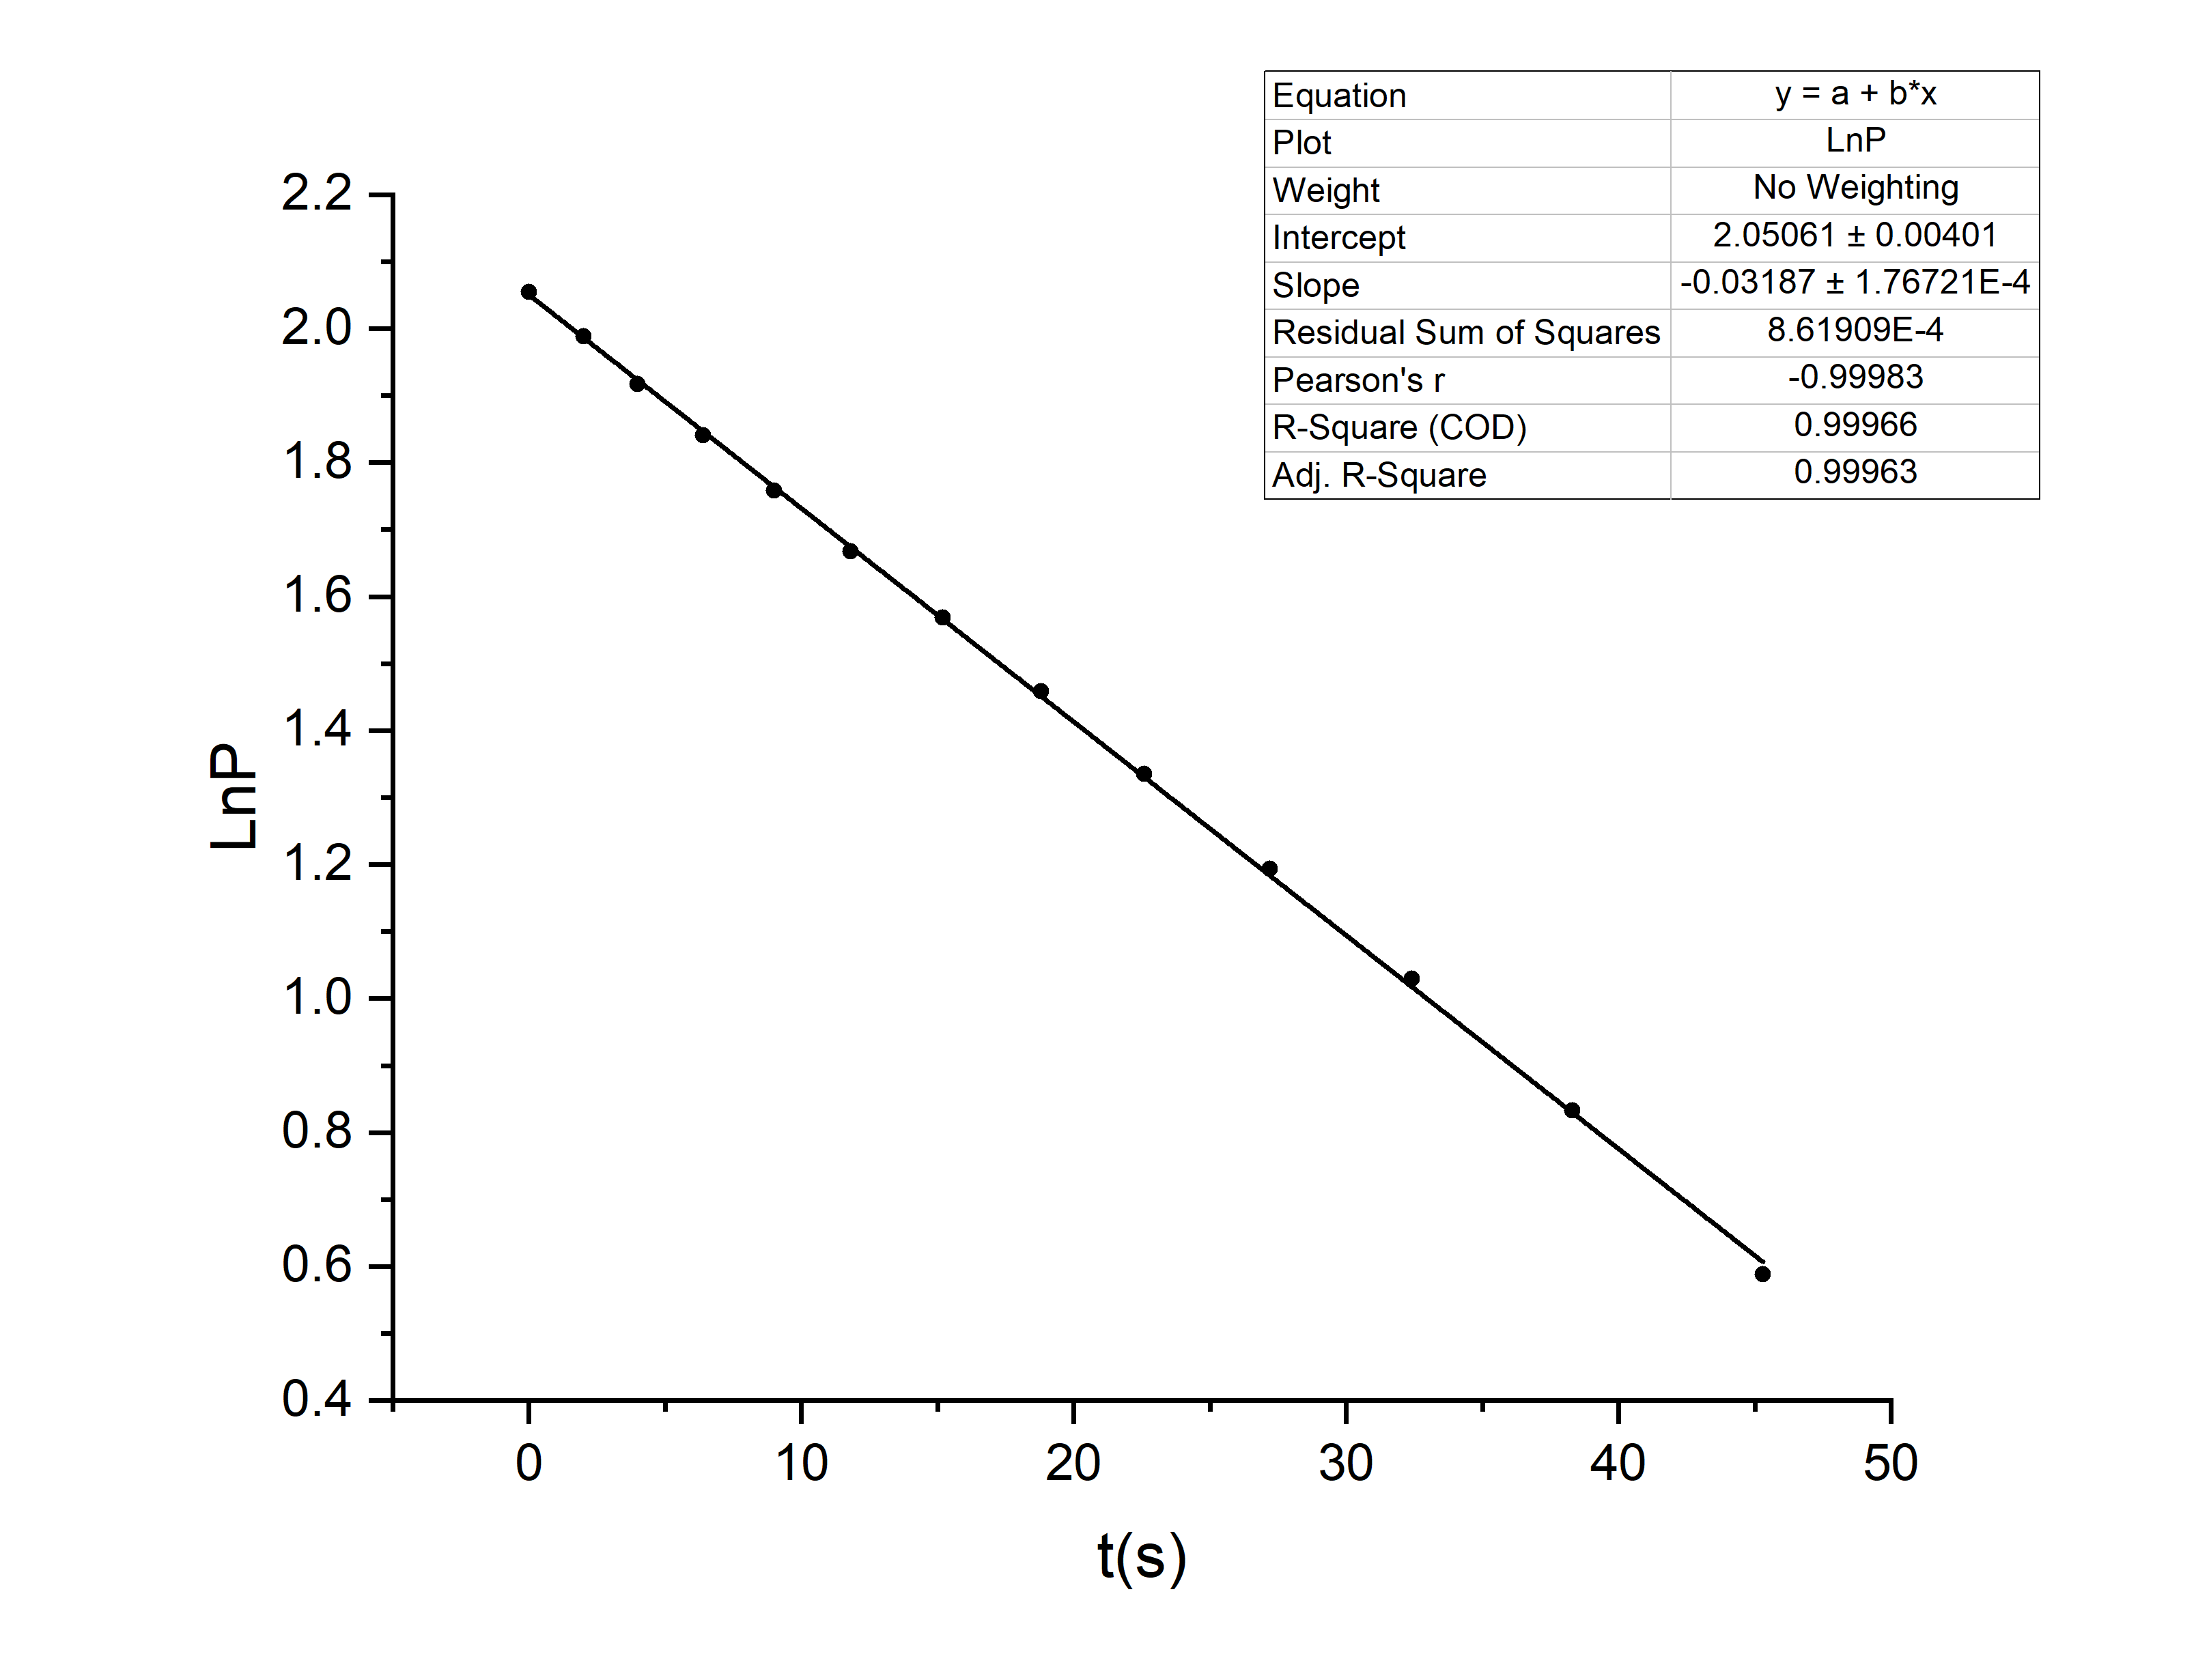 Equation y = a + b*x
Plot LnP
Weight No Weighting
Intercept 2.05061 ± 0.00401
Slope -0.03187 ± 1.76721E-4
Residual Sum of Squares 8.61909E-4
Pearson's r -0.99983
R-Square (COD) 0.99966
Adj. R-Square 0.99963
2.2
2.0
1.8
1.6
1.4
1.2
1.0
0.8
0.6
0.4
LnP
0 10 20 30 40 50
t(s)